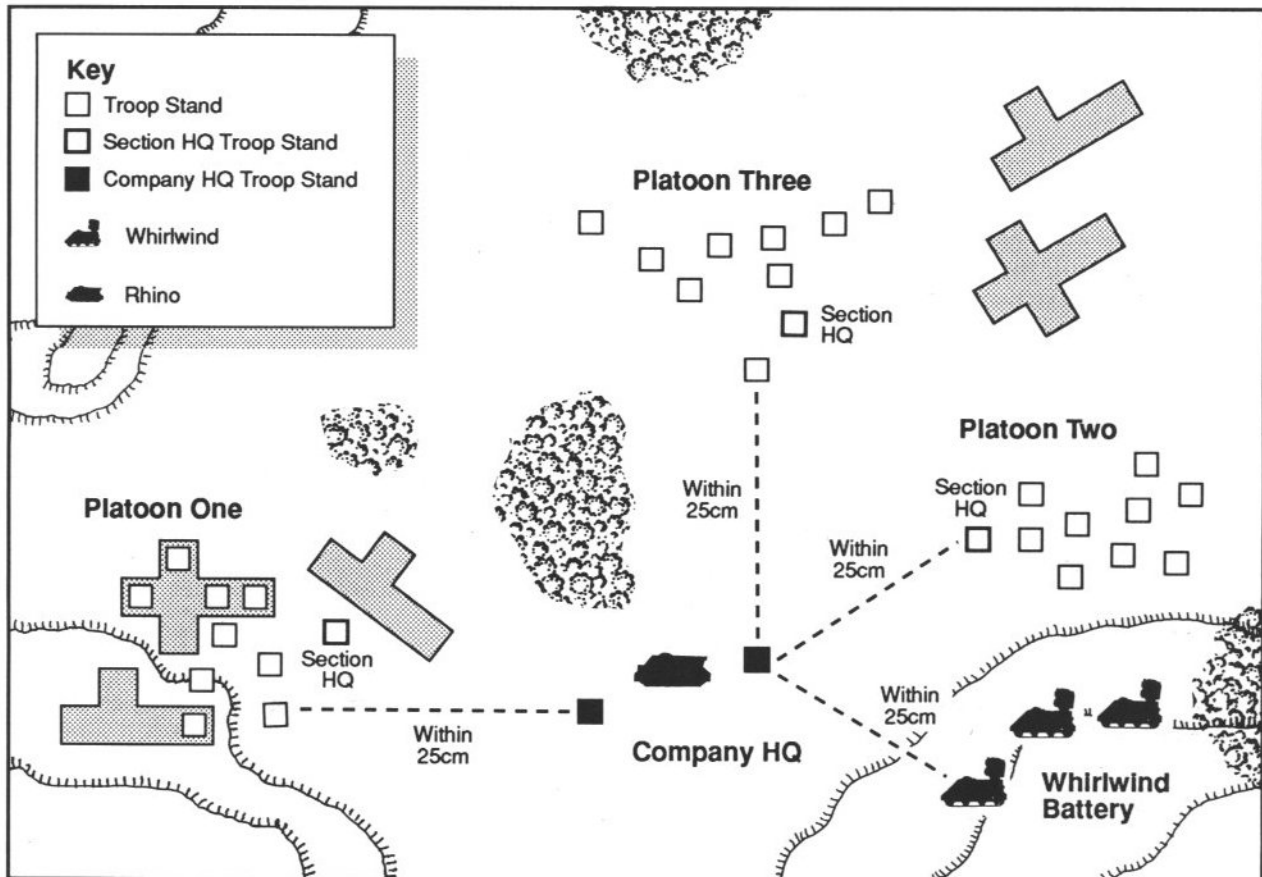 Key
Troop Stand
Section HQ Troop Stand
Company HQ Troop Stand
Whirlwind
Rhino
Platoon Three
Section
HQ
Platoon Two
Within
25cm
Section
HQ
Platoon One
Within
25cm
Section
HQ
Within
25cm
Within
25cm
Company HQ
Whirlwind
Battery